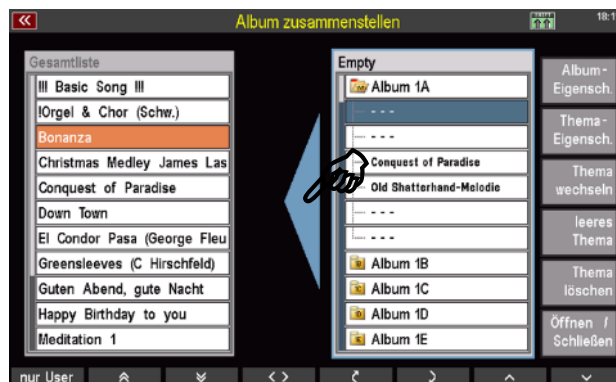 Album zusammenstellen
18:1
Gesamtliste
!!! Basic Song !!!
!Orgel & Chor (Schw.)
Bonanza
Christmas Medley James Las
Conquest of Paradise
Down Town
El Condor Pasa (George Fleu
Greensleeves (C Hirschfeld)
Guten Abend, gute Nacht
Happy Birthday to you
Meditation 1
Empty
Album 1A
- - -
- - -
Conquest of Paradise
Old Shatterhand-Melodie
- - -
- - -
Album 1B
Album 1C
Album 1D
Album 1E
Album-
Eigensch.
Thema-
Eigensch.
Thema
wechseln
leeres
Thema
Thema
löschen
Öffnen /
Schließen
nur User